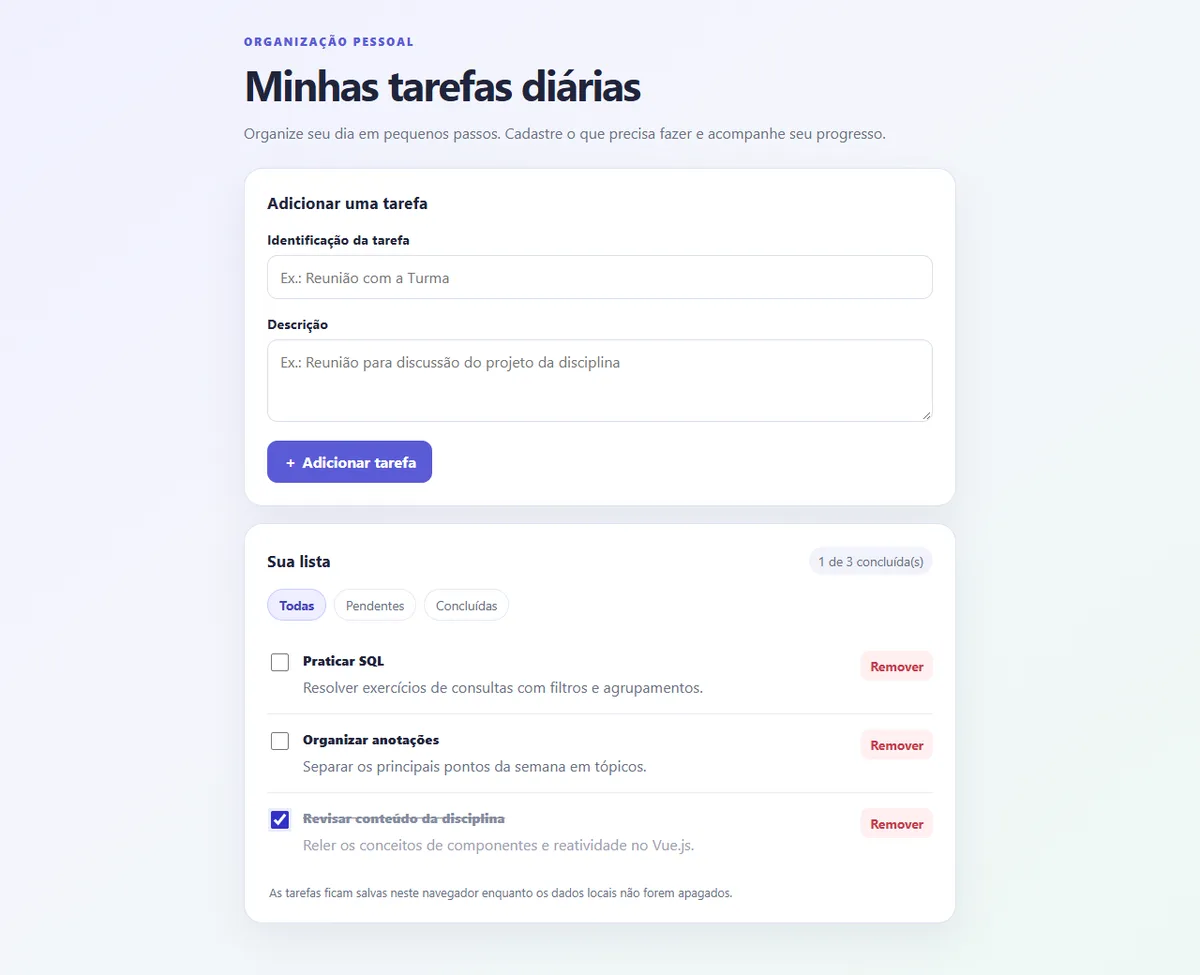 ORGANIZAÇÃO PESSOAL
Minhas tarefas diárias
Organize seu dia em pequenos passos. Cadastre o que precisa fazer e acompanhe seu progresso.
Adicionar uma tarefa
Identificação da tarefa
Ex.: Reunião com a Turma
Descrição
Ex.: Reunião para discussão do projeto da disciplina
+ Adicionar tarefa
Sua lista
1 de 3 concluída(s)
Todas
Pendentes
Concluídas
Praticar SQL
Remover
Resolver exercícios de consultas com filtros e agrupamentos.
Organizar anotações
Remover
Separar os principais pontos da semana em tópicos.
Revisar conteúdo da disciplina
Remover
Reler os conceitos de componentes e reatividade no Vue.js.
As tarefas ficam salvas neste navegador enquanto os dados locais não forem apagados.